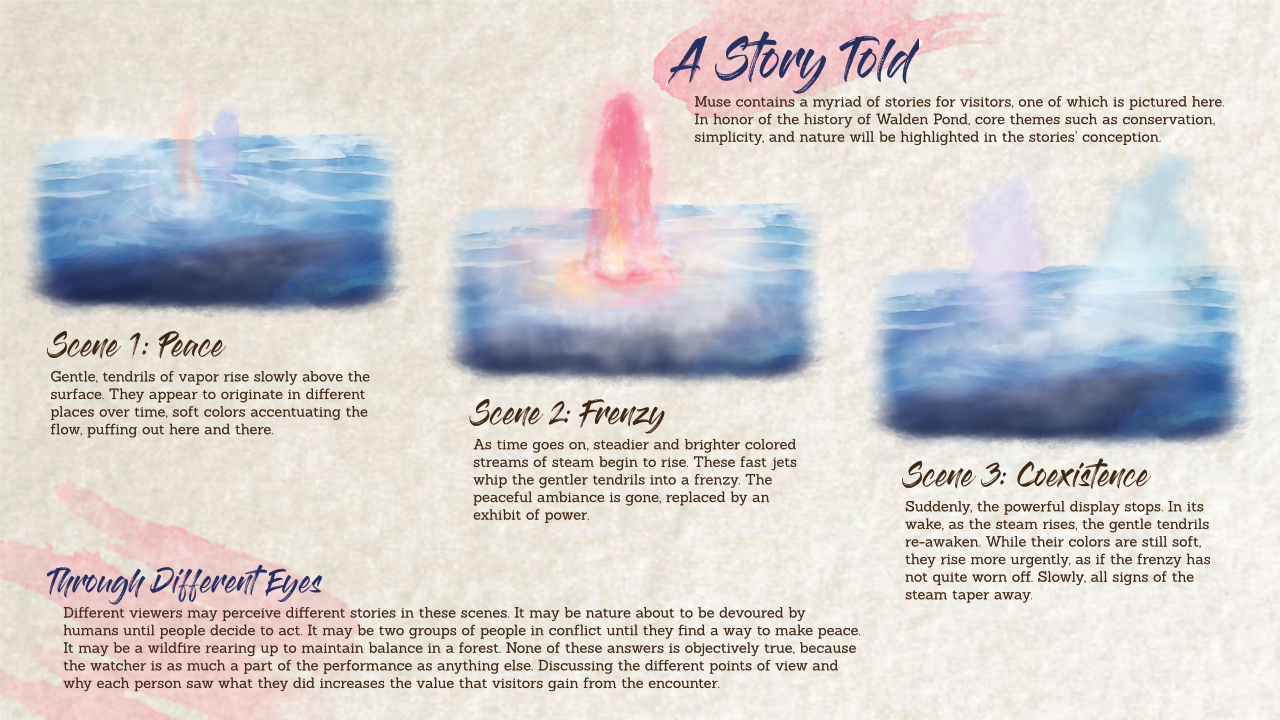 A Story Told
Muse contains a myriad of stories for visitors, one of which is pictured here.
In honor of the history of Walden Pond, core themes such as conservation,
simplicity, and nature will be highlighted in the stories' conception.
Scene 1: Peace
Gentle, tendrils of vapor rise slowly above the
surface. They appear to originate in different
places over time, soft colors accentuating the
flow, puffing out here and there.
Scene 2: Frenzy
As time goes on, steadier and brighter colored
streams of steam begin to rise. These fast jets
whip the gentler tendrils into a frenzy. The
peaceful ambiance is gone, replaced by an
exhibit of power.
Scene 3: Coexistence
Suddenly, the powerful display stops. In its
wake, as the steam rises, the gentle tendrils
re-awaken. While their colors are still soft,
they rise more urgently, as if the frenzy has
not quite worn off. Slowly, all signs of the
steam taper away.
Through Different Eyes
Different viewers may perceive different stories in these scenes. It may be nature about to be devoured by
humans until people decide to act. It may be two groups of people in conflict until they find a way to make peace.
It may be a wildfire rearing up to maintain balance in a forest. None of these answers is objectively true, because
the watcher is as much a part of the performance as anything else. Discussing the different points of view and
why each person saw what they did increases the value that visitors gain from the encounter.